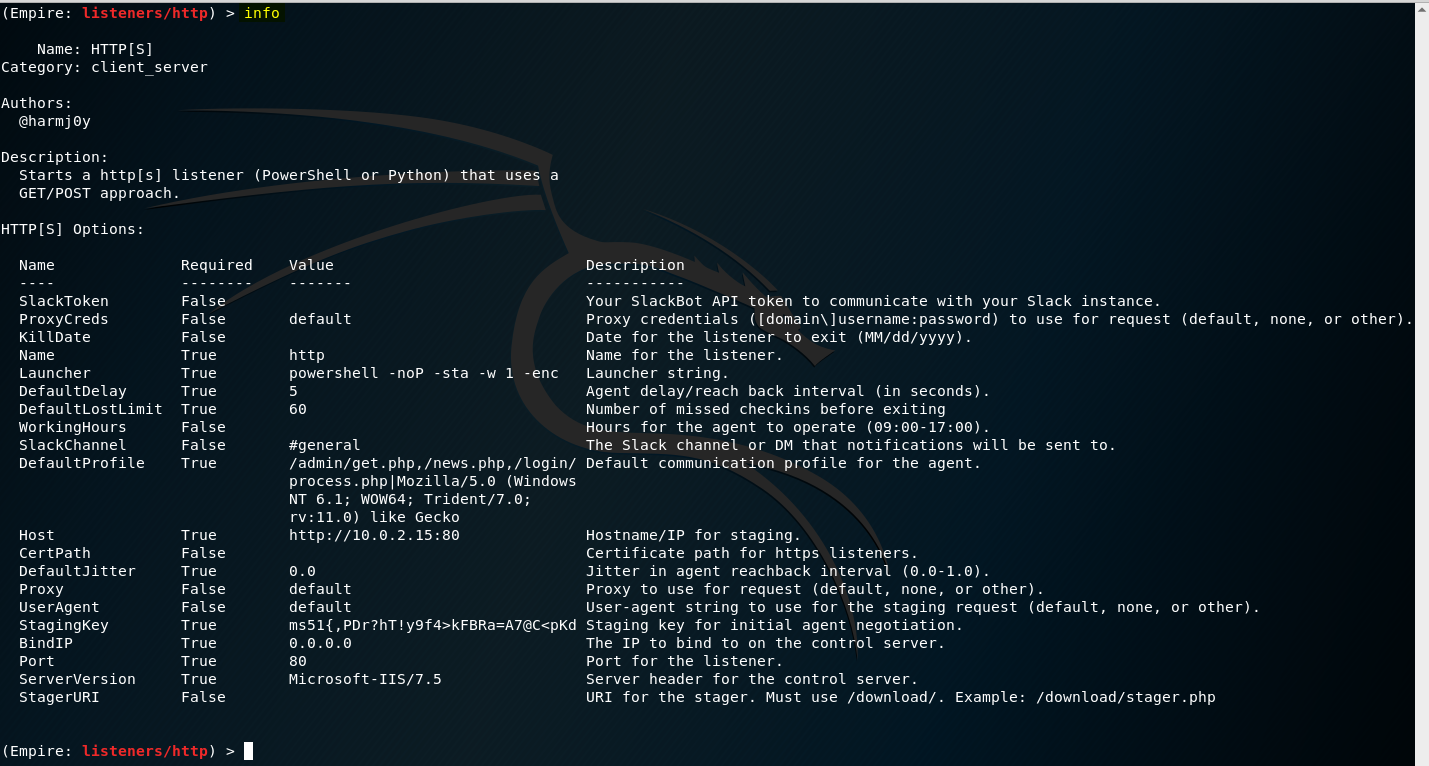 (Empire: listeners/http) > info
Name: HTTP[S]
Category: client_server
Authors:
@harmj0y
Description:
Starts a http[s] listener (PowerShell or Python) that uses a
GET/POST approach.
HTTP[S] Options:
Name Required Value Description
---- -------- ------- -----------
SlackToken False Your SlackBot API token to communicate with your Slack instance.
ProxyCreds False default Proxy credentials ([domain\]username:password) to use for request (default, none, or other).
KillDate False Date for the listener to exit (MM/dd/yyyy).
Name True http Name for the listener.
Launcher True powershell -noP -sta -w 1 -enc Launcher string.
DefaultDelay True 5 Agent delay/reach back interval (in seconds).
DefaultLostLimit True 60 Number of missed checkins before exiting
WorkingHours False Hours for the agent to operate (09:00-17:00).
SlackChannel False #general The Slack channel or DM that notifications will be sent to.
DefaultProfile True /admin/get.php,/news.php,/login/ Default communication profile for the agent.
process.php|Mozilla/5.0 (Windows
NT 6.1; WOW64; Trident/7.0;
rv:11.0) like Gecko
Host True http://10.0.2.15:80 Hostname/IP for staging.
CertPath False Certificate path for https listeners.
DefaultJitter True 0.0 Jitter in agent reachback interval (0.0-1.0).
Proxy False default Proxy to use for request (default, none, or other).
UserAgent False default User-agent string to use for the staging request (default, none, or other).
StagingKey True ms51{,PDr?hT!y9f4>kFBRa=A7@C<pKd Staging key for initial agent negotiation.
BindIP True 0.0.0.0 The IP to bind to on the control server.
Port True 80 Port for the listener.
ServerVersion True Microsoft-IIS/7.5 Server header for the control server.
StagerURI False URI for the stager. Must use /download/. Example: /download/stager.php
(Empire: listeners/http) >